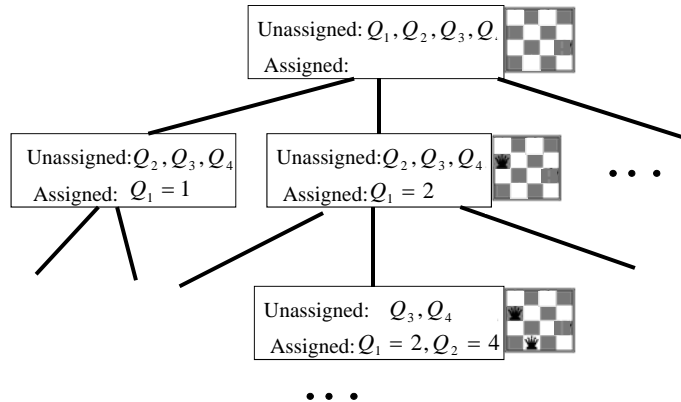 Unassigned: Q₁, Q₂, Q₃, Q
Assigned:
Unassigned: Q₂, Q₃, Q₄
Assigned: Q₁ = 1
Unassigned: Q₂, Q₃, Q₄
Assigned: Q₁ = 2
• • •
Unassigned: Q₃, Q₄
Assigned: Q₁ = 2, Q₂ = 4
• • •